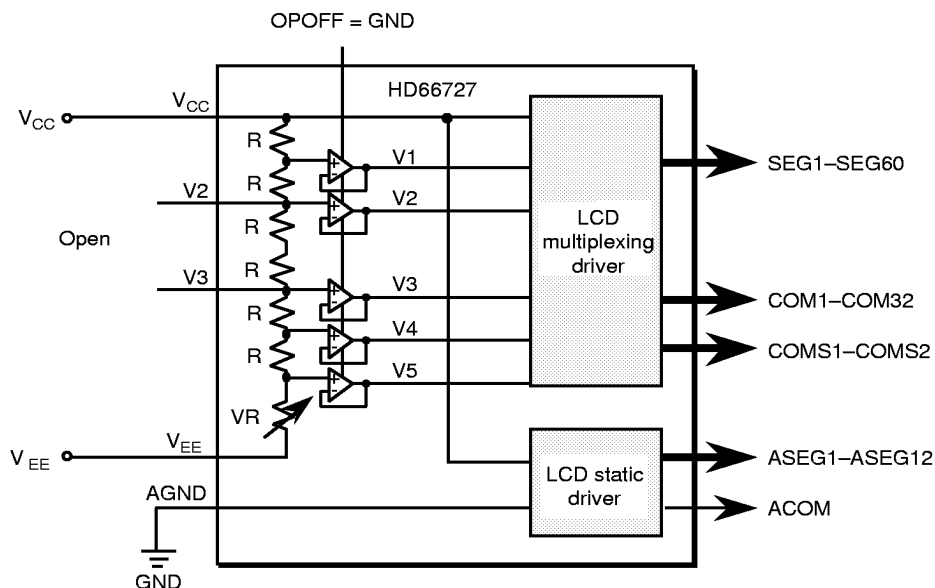 OPOFF = GND
HD66727
VCC
VCC
R
V1
SEG1–SEG60
R
V2
V2
R
LCD
multiplexing
driver
Open
R
V3
V3
COM1–COM32
R
V4
COMS1–COMS2
R
V5
VR
VEE
VEE
ASEG1–ASEG12
LCD static
driver
AGND
ACOM
GND